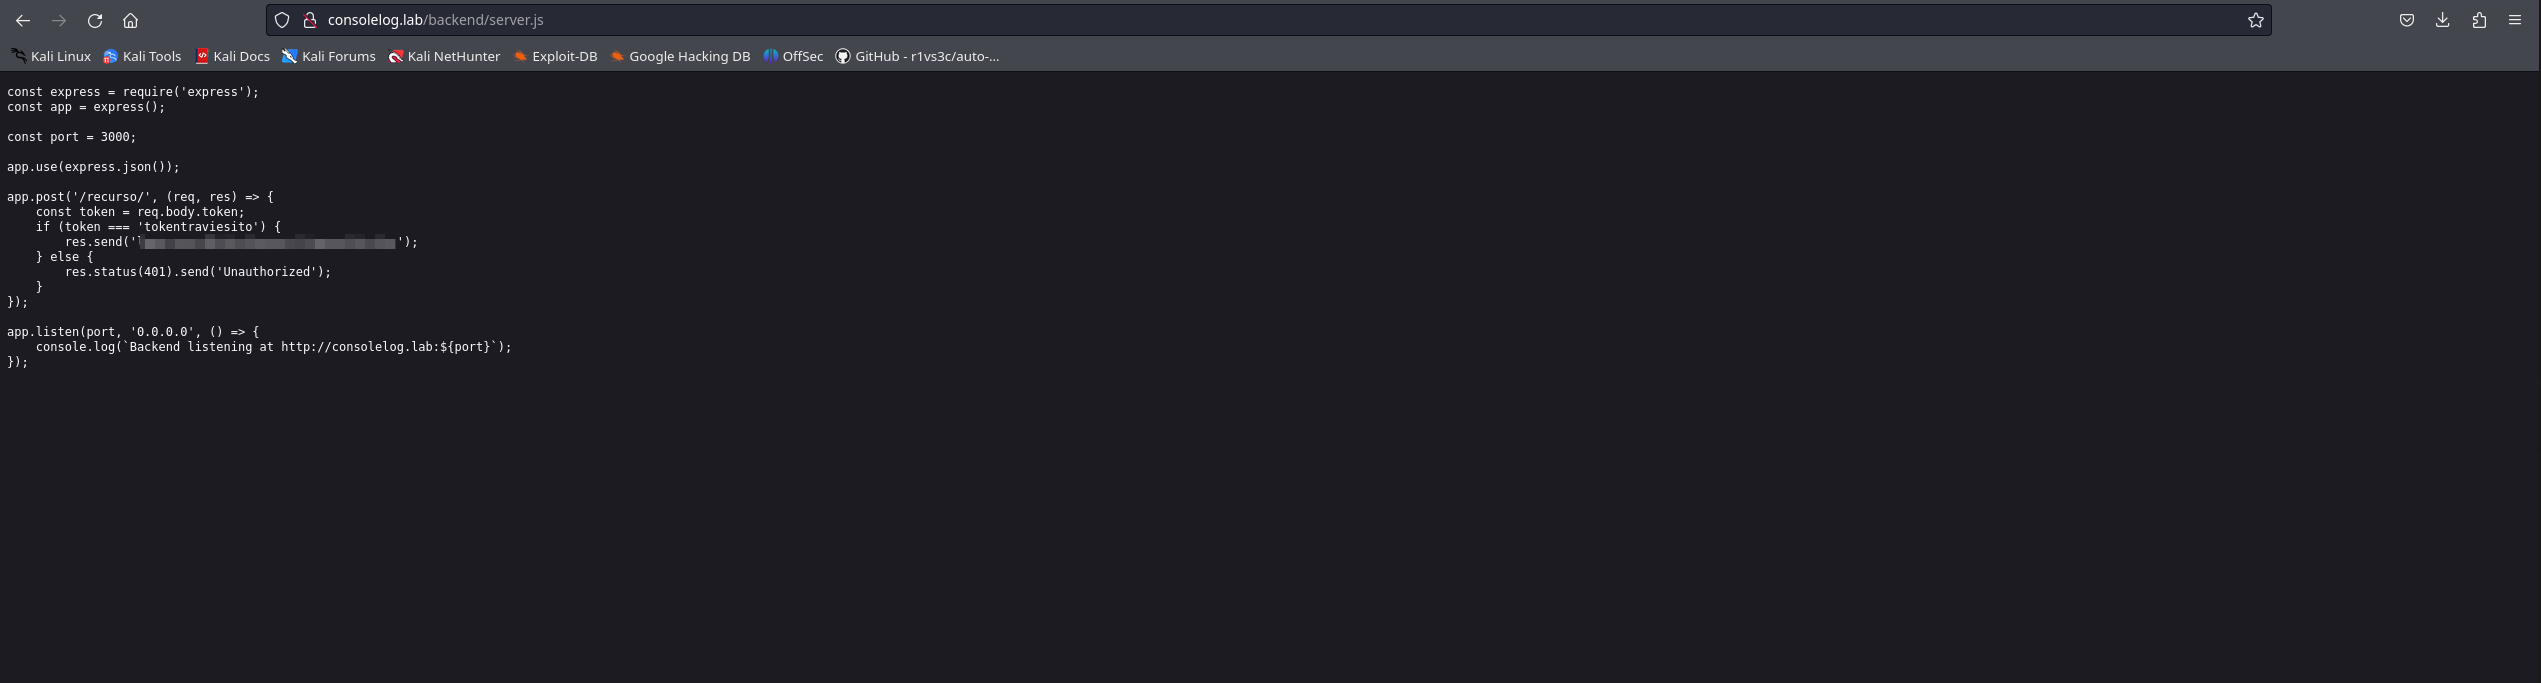 consolelog.lab/backend/server.js
Kali Linux Kali Tools Kali Docs Kali Forums Kali NetHunter Exploit-DB Google Hacking DB OffSec GitHub - r1vs3c/auto-...
const express = require('express');
const app = express();
const port = 3000;
app.use(express.json());
app.post('/recurso/', (req, res) => {
    const token = req.body.token;
    if (token === 'tokentraviesito') {
        res.send('');
    } else {
        res.status(401).send('Unauthorized');
    }
});
app.listen(port, '0.0.0.0', () => {
    console.log(`Backend listening at http://consolelog.lab:${port}`);
});